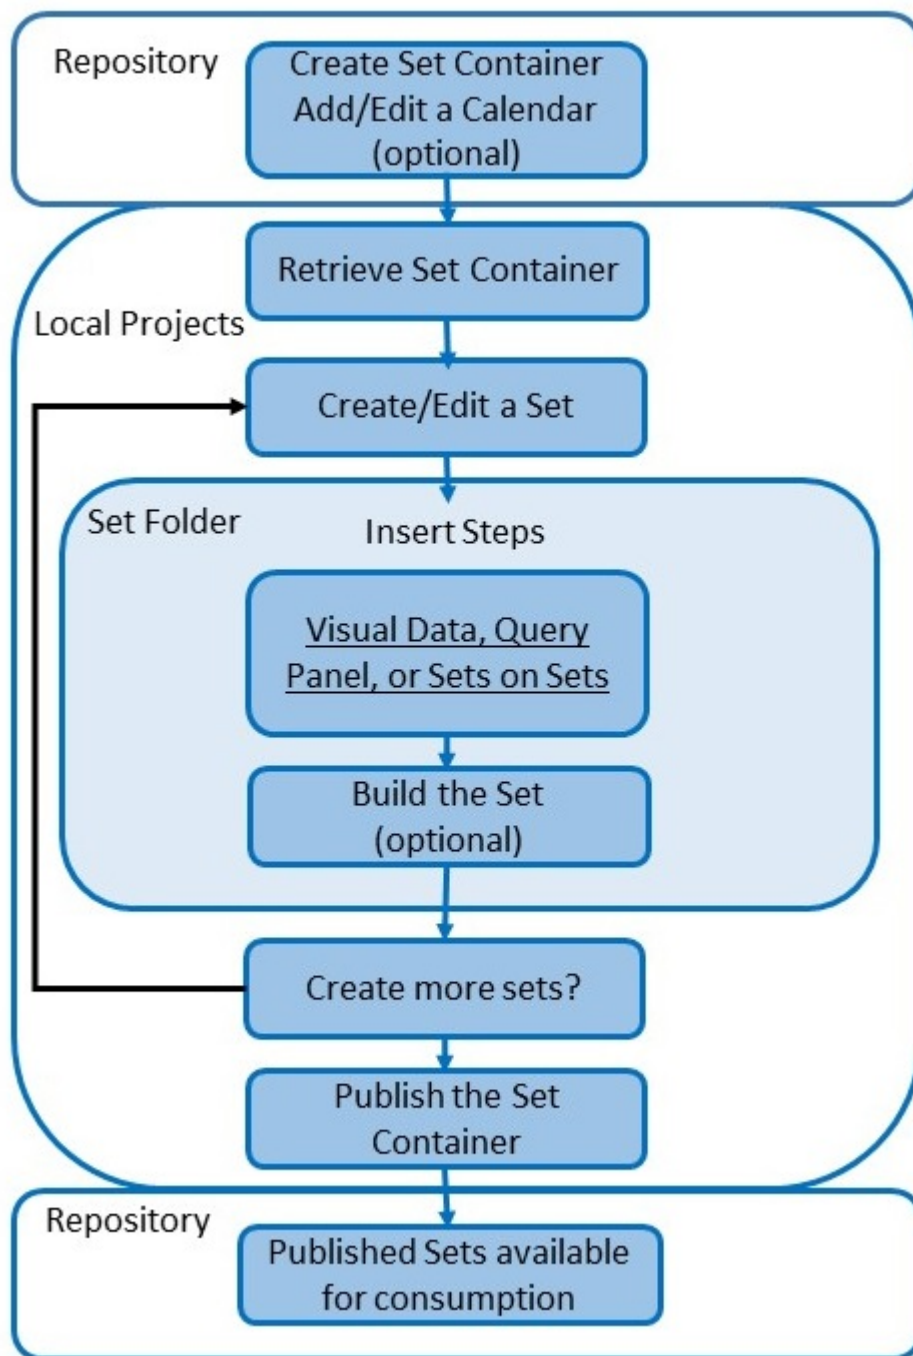 Repository
Create Set Container
Add/Edit a Calendar
(optional)
Retrieve Set Container
Local Projects
Create/Edit a Set
Set Folder
Insert Steps
Visual Data, Query
Panel, or Sets on Sets
Build the Set
(optional)
Create more sets?
Publish the Set
Container
Repository
Published Sets available
for consumption